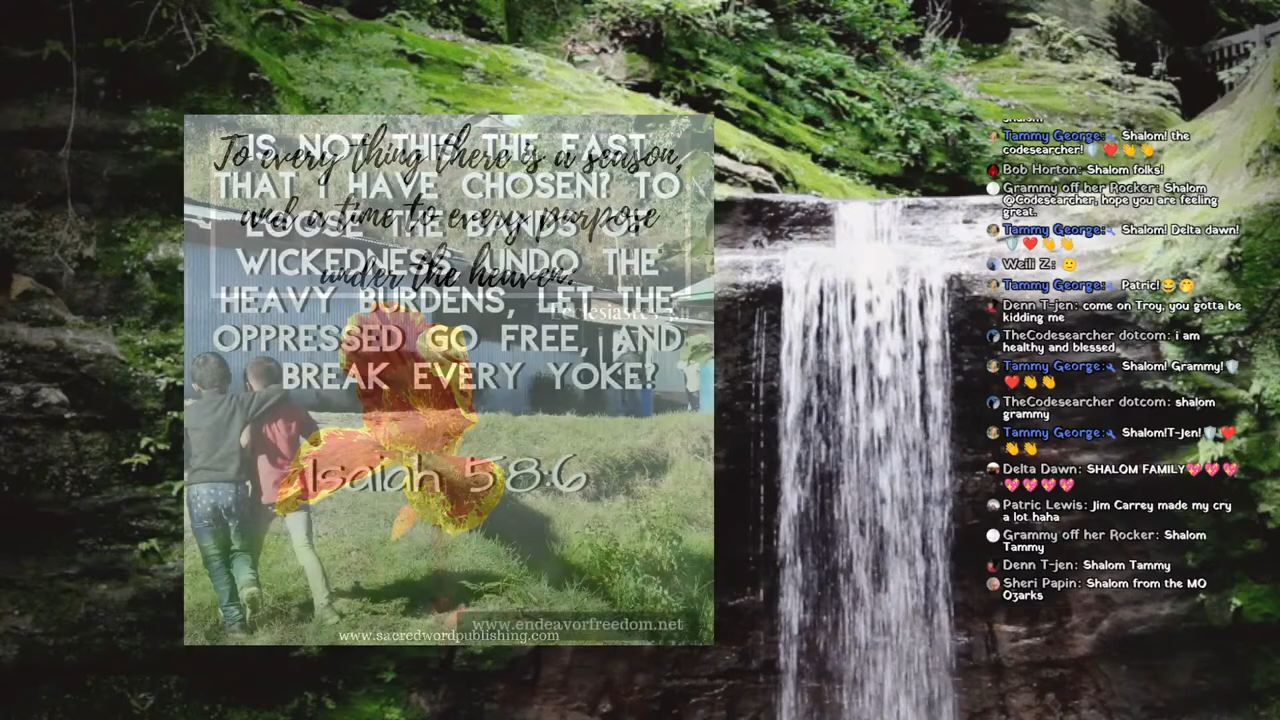 IS NOT THIS THE FAST
THAT I HAVE CHOSEN? TO
LOOSE THE BANDS OF
WICKEDNESS, UNDO THE
HEAVY BURDENS, LET THE
OPPRESSED GO FREE, AND
BREAK EVERY YOKE?
Isaiah 58:6
To every thing there is a season,
and a time to every purpose
under the heaven:
Ecclesiastes
www.endeavorfreedom.net
www.sacredwordpublishing.com
Tammy George: Shalom! the
codesearcher!🛡️❤️👏👏
Bob Horton: Shalom folks!
Grammy off her Rocker: Shalom
@Codesearcher, hope you are feeling
great.
Tammy George: Shalom! Delta dawn!
🛡️❤️👏👏
Weili Z: 🙂
Tammy George: Patric!😂🤭
Denn T-jen: come on Troy, you gotta be
kidding me
TheCodesearcher dotcom: i am
healthy and blessed
Tammy George: Shalom! Grammy!🛡️
❤️👏👏
TheCodesearcher dotcom: shalom
grammy
Tammy George: Shalom!T-Jen!🛡️❤️
👏👏
Delta Dawn: SHALOM FAMILY💖💖💖
💖💖💖💖
Patric Lewis: Jim Carrey made my cry
a lot haha
Grammy off her Rocker: Shalom
Tammy
Denn T-jen: Shalom Tammy
Sheri Papin: Shalom from the MO
Ozarks